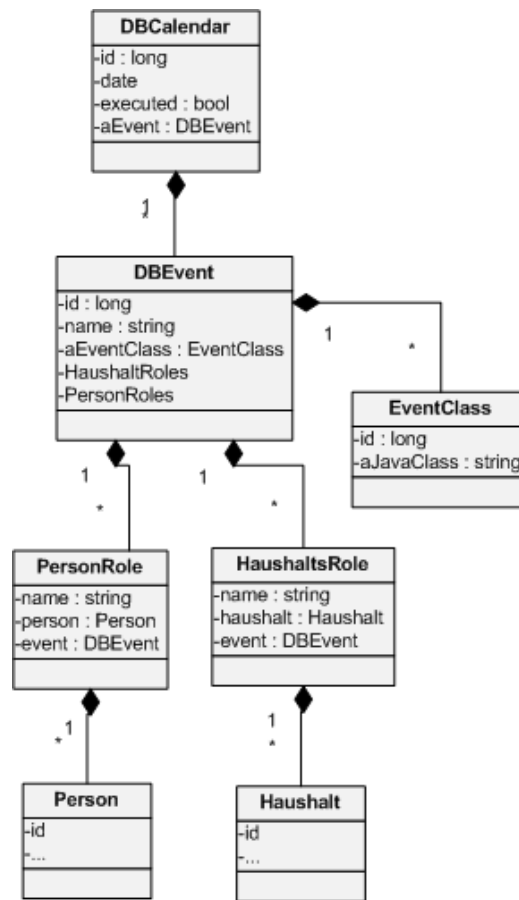 DBCalendar
-id : long
-date
-executed : bool
-aEvent : DBEvent
1
*
DBEvent
-id : long
-name : string
-aEventClass : EventClass
-HaushaltRoles
-PersonRoles
1
*
EventClass
-id : long
-aJavaClass : string
1
*
1
*
PersonRole
-name : string
-person : Person
-event : DBEvent
HaushaltsRole
-name : string
-haushalt : Haushalt
-event : DBEvent
1
*
1
*
Person
-id
-...
Haushalt
-id
-...